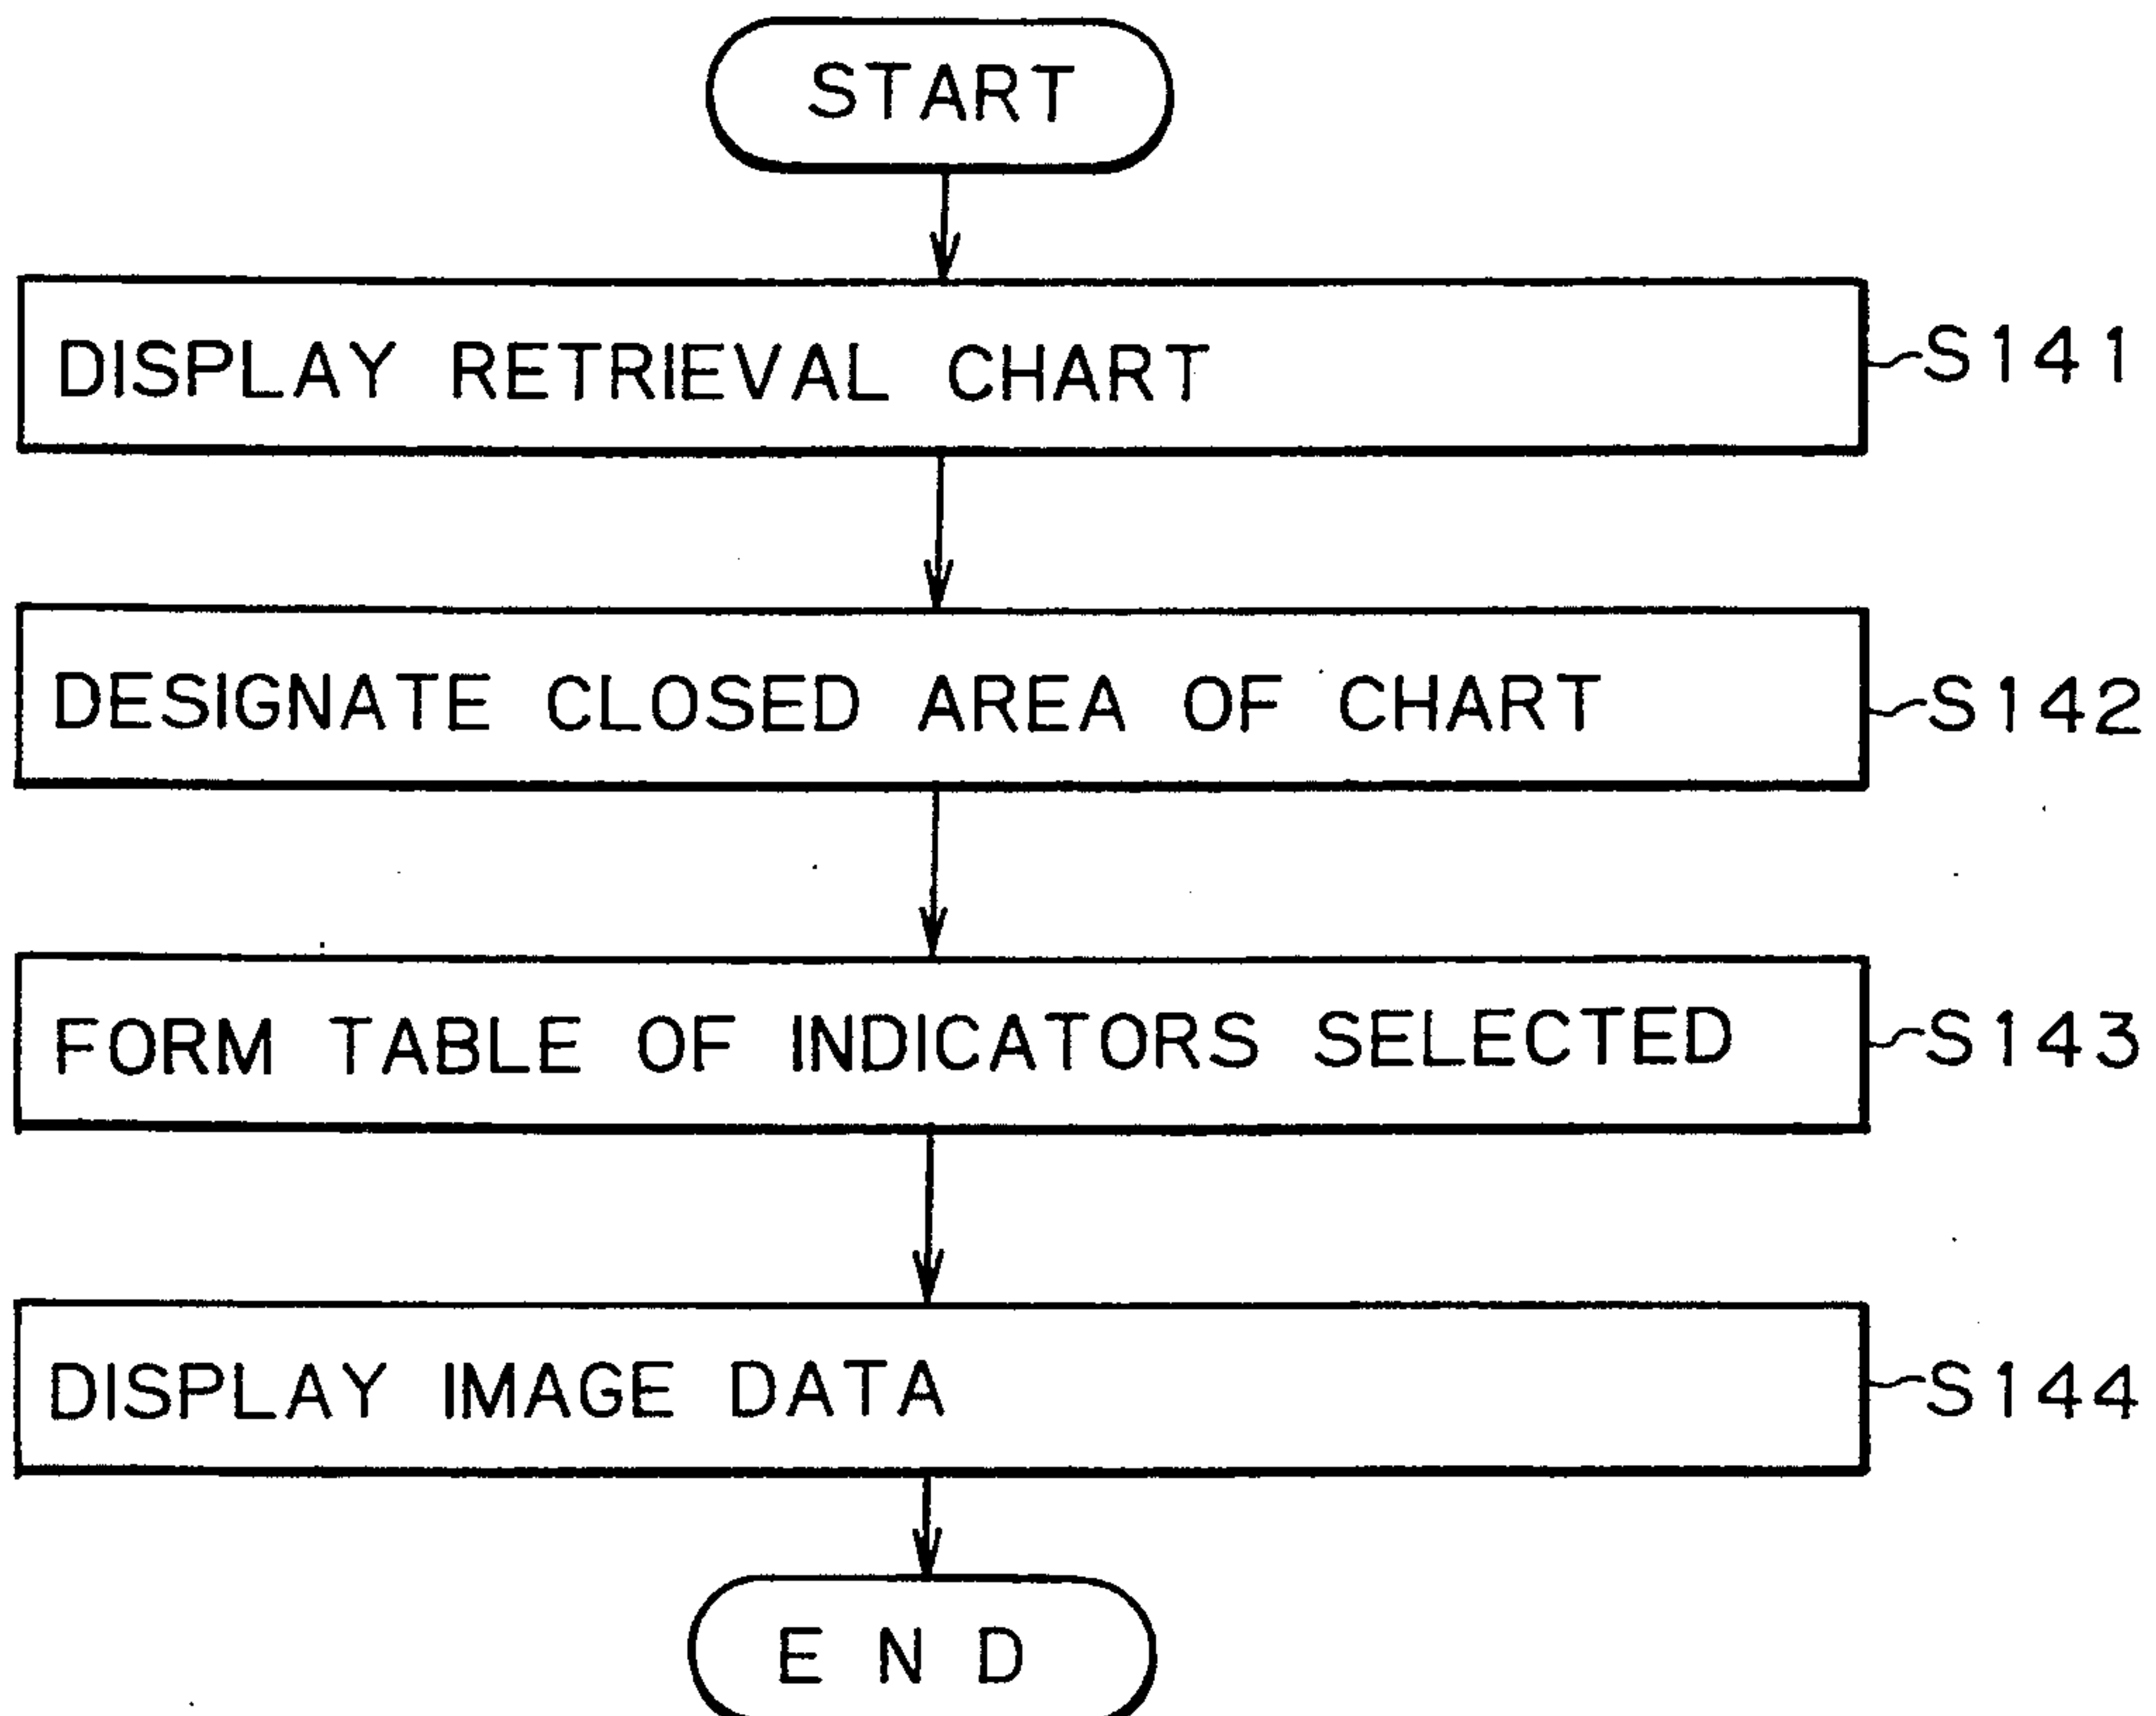 START
DISPLAY RETRIEVAL CHART
S141
DESIGNATE CLOSED AREA OF CHART
S142
FORM TABLE OF INDICATORS SELECTED
S143
DISPLAY IMAGE DATA
S144
END